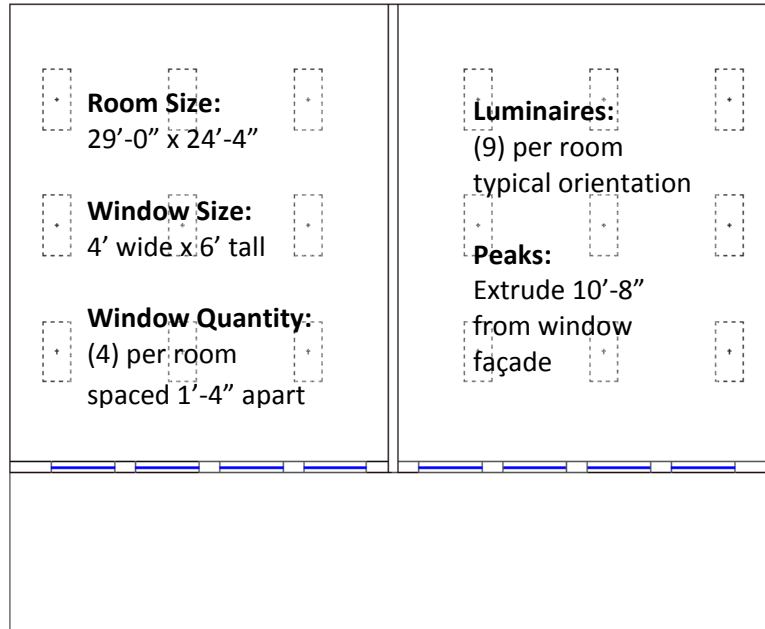 Room Size:
29’-0” x 24’-4”
Window Size:
4’ wide x 6’ tall
Window Quantity:
(4) per room
spaced 1’-4” apart
Luminaires:
(9) per room
typical orientation
Peaks:
Extrude 10’-8”
from window
façade